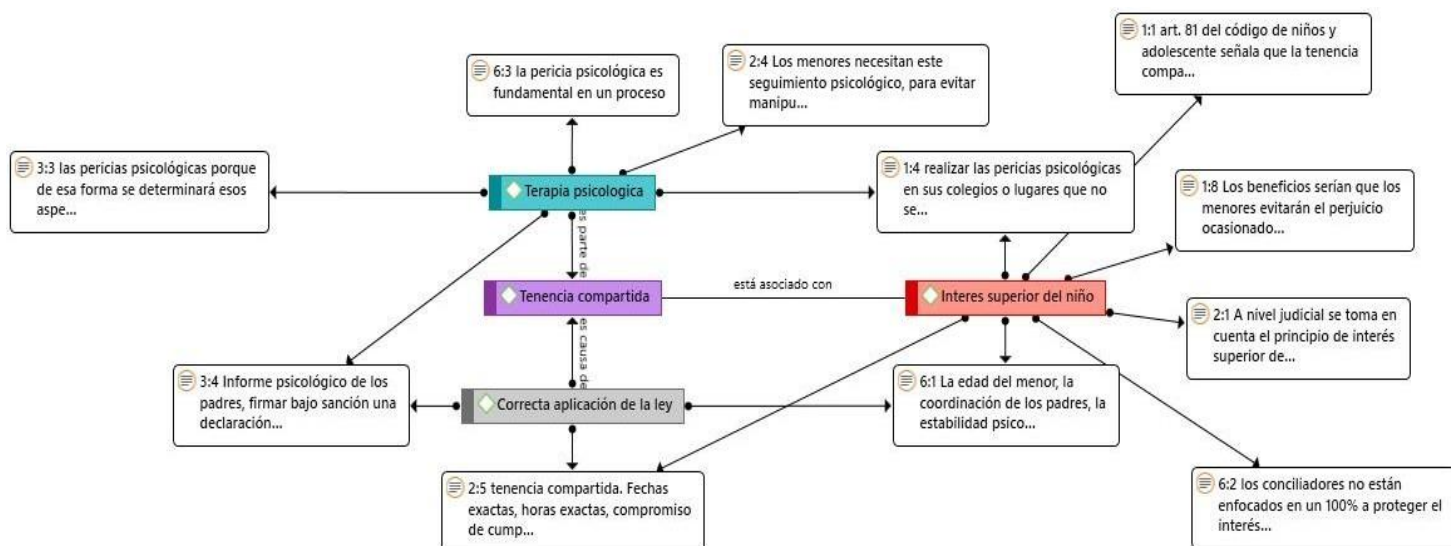 1:1 art. 81 del código de niños y
adolescente señala que la tenencia
compa...
6:3 la pericia psicológica es
fundamental en un proceso
2:4 Los menores necesitan este
seguimiento psicológico, para evitar
manipu...
3:3 las pericias psicológicas porque
de esa forma se determinará esos
aspe...
Terapia psicologica
1:4 realizar las pericias psicológicas
en sus colegios o lugares que no
se...
1:8 Los beneficios serían que los
menores evitarán el perjuicio
ocasionado...
es parte de
Tenencia compartida
está asociado con
Interes superior del niño
2:1 A nivel judicial se toma en
cuenta el principio de interés
superior de...
es causa de
3:4 Informe psicológico de los
padres, firmar bajo sanción una
declaración...
Correcta aplicación de la ley
6:1 La edad del menor, la
coordinación de los padres, la
estabilidad psico...
2:5 tenencia compartida. Fechas
exactas, horas exactas, compromiso
de cump...
6:2 los conciliadores no están
enfocados en un 100% a proteger el
interés...